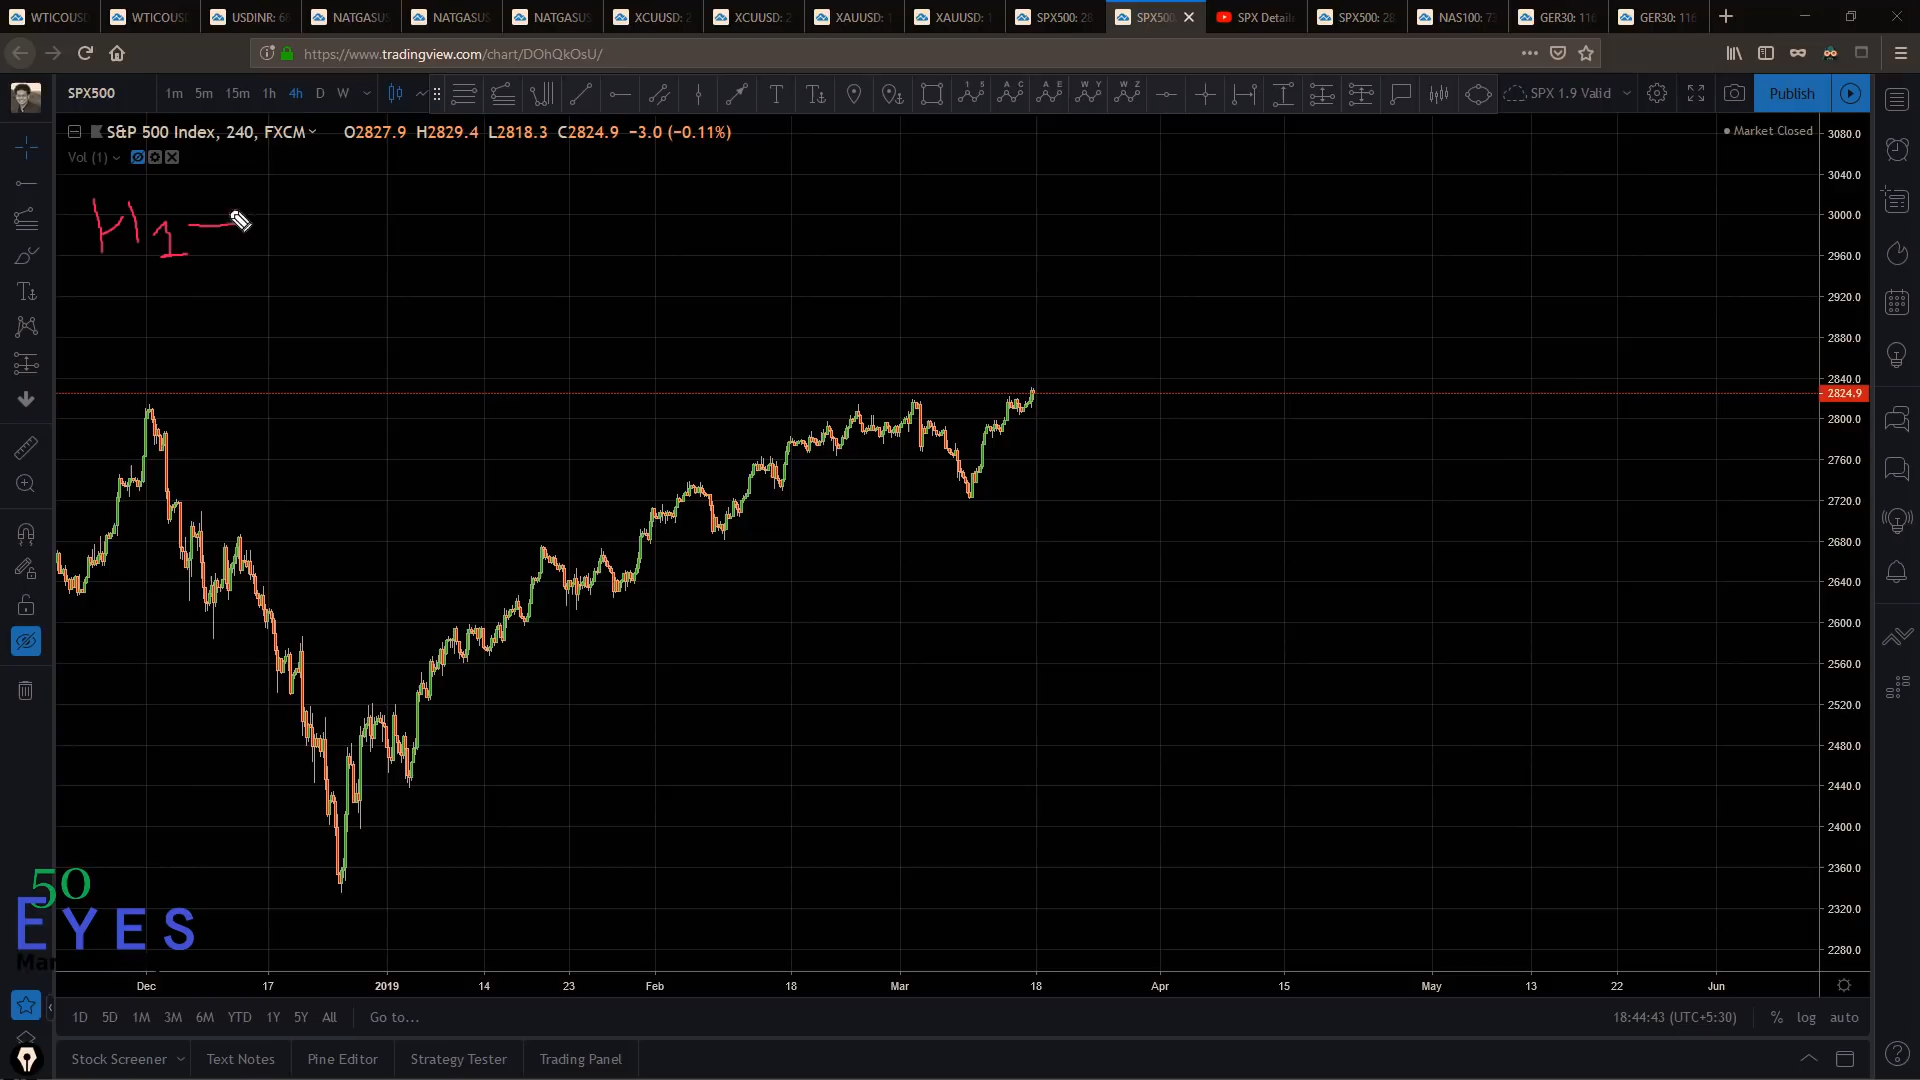 WTICOUSD WTICOUSD USDINR: 6 NATGASUS NATGASUS NATGASUS XCUUSD: 2 XCUUSD: 2 XAUUSD: 1 XAUUSD: 1 SPX500: 28 SPX500 SPX Detail SPX500: 28 NAS100: 73 GER30: 116 GER30: 116
https://www.tradingview.com/chart/DOhQkOsU/
SPX500 1m 5m 15m 1h 4h D W SPX 1.9 Valid Publish
S&P 500 Index, 240, FXCM O2827.9 H2829.4 L2818.3 C2824.9 −3.0 (−0.11%) Market Closed
Vol (1)
H1—
3080.0
3040.0
3000.0
2960.0
2920.0
2880.0
2840.0
2824.9
2800.0
2760.0
2720.0
2680.0
2640.0
2600.0
2560.0
2520.0
2480.0
2440.0
2400.0
2360.0
2320.0
2280.0
50
EYES
Mar
Dec 17 2019 14 23 Feb 18 Mar 18 Apr 15 May 13 22 Jun
1D 5D 1M 3M 6M YTD 1Y 5Y All Go to... 18:44:43 (UTC+5:30) % log auto
Stock Screener Text Notes Pine Editor Strategy Tester Trading Panel